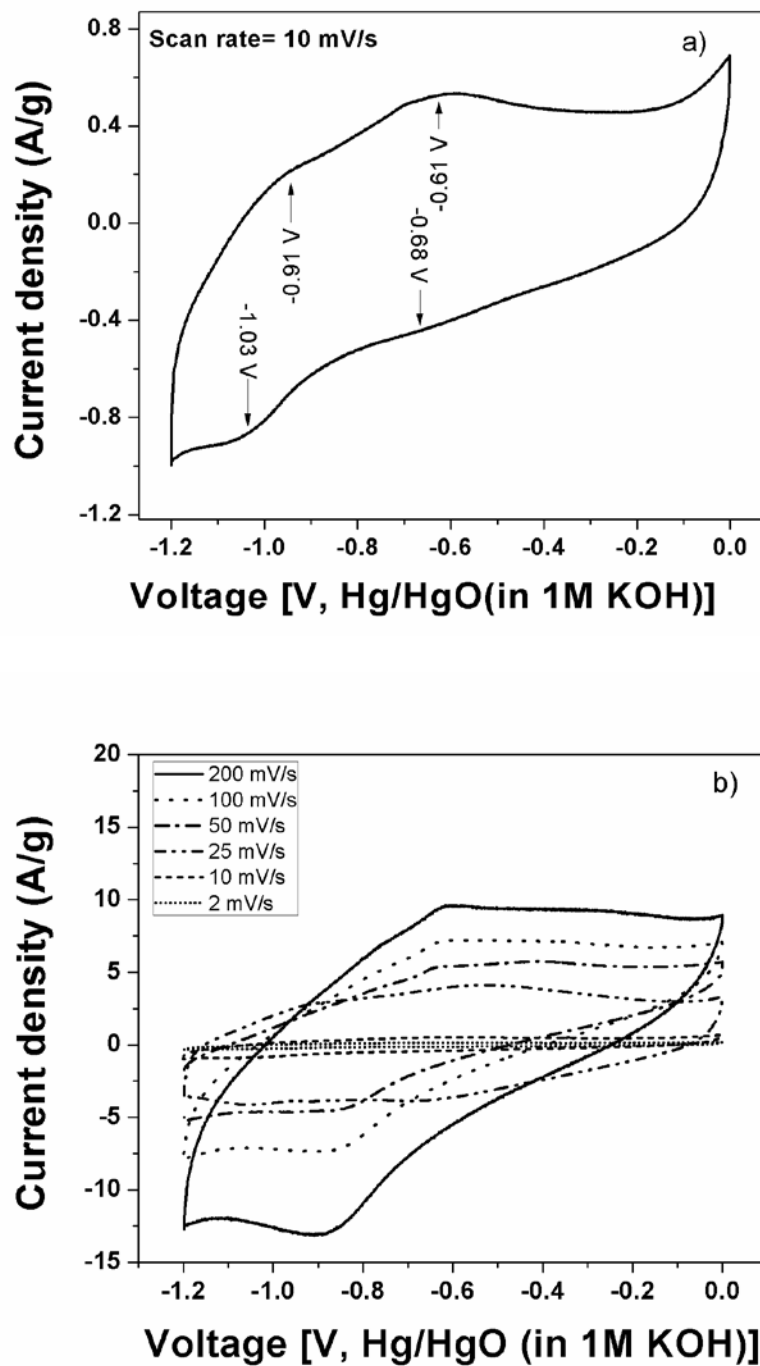 0.8
0.4
0.0
-0.4
-0.8
-1.2
Current density (A/g)
Scan rate= 10 mV/s
a)
-0.91 V
-0.61 V
-0.68 V
-1.03 V
-1.2 -1.0 -0.8 -0.6 -0.4 -0.2 0.0
Voltage [V, Hg/HgO(in 1M KOH)]
20
15
10
5
0
-5
-10
-15
Current density (A/g)
200 mV/s
100 mV/s
50 mV/s
25 mV/s
10 mV/s
2 mV/s
b)
-1.2 -1.0 -0.8 -0.6 -0.4 -0.2 0.0
Voltage [V, Hg/HgO (in 1M KOH)]